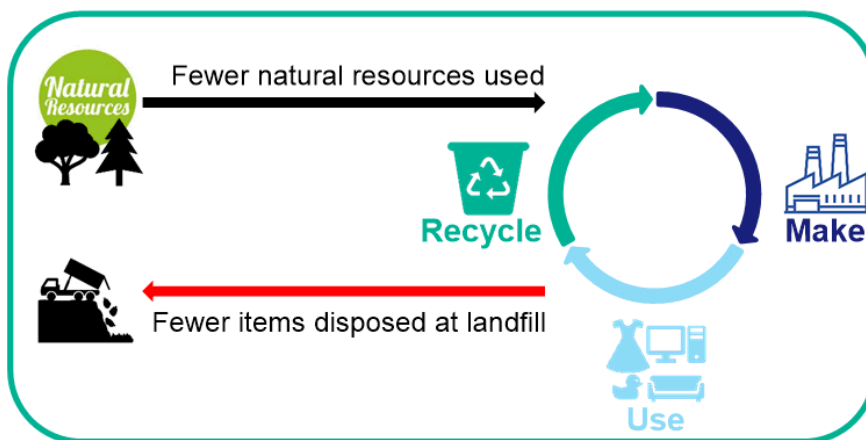 Fewer natural resources used
Natural
Resources
Recycle
Make
Fewer items disposed at landfill
Use